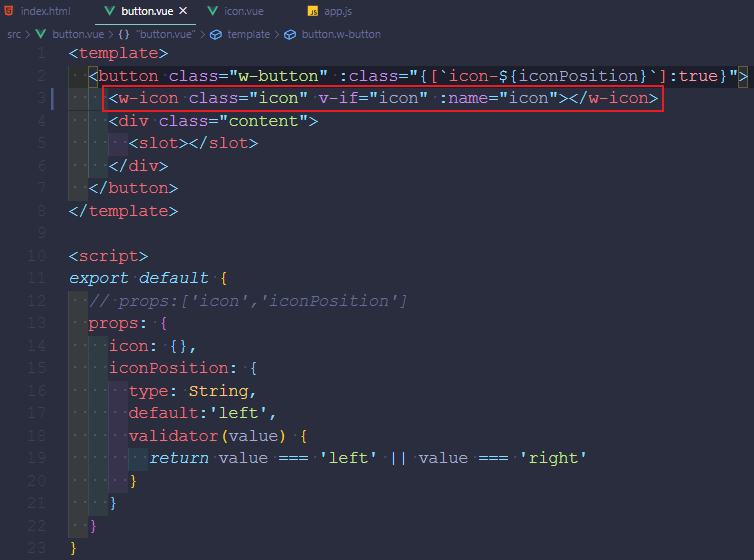 index.html button.vue × icon.vue JS app.js
src > button.vue > {} "button.vue" > template > button.w-button
1 <template>
2 <button class="w-button" :class="{[`icon-${iconPosition}`]:true}">
3 <w-icon class="icon" v-if="icon" :name="icon"></w-icon>
4 <div class="content">
5 <slot></slot>
6 </div>
7 </button>
8 </template>
9
10 <script>
11 export default {
12 // props:['icon','iconPosition']
13 props: {
14 icon: {},
15 iconPosition: {
16 type: String,
17 default:'left',
18 validator(value) {
19 return value === 'left' || value === 'right'
20 }
21 }
22 }
23 }